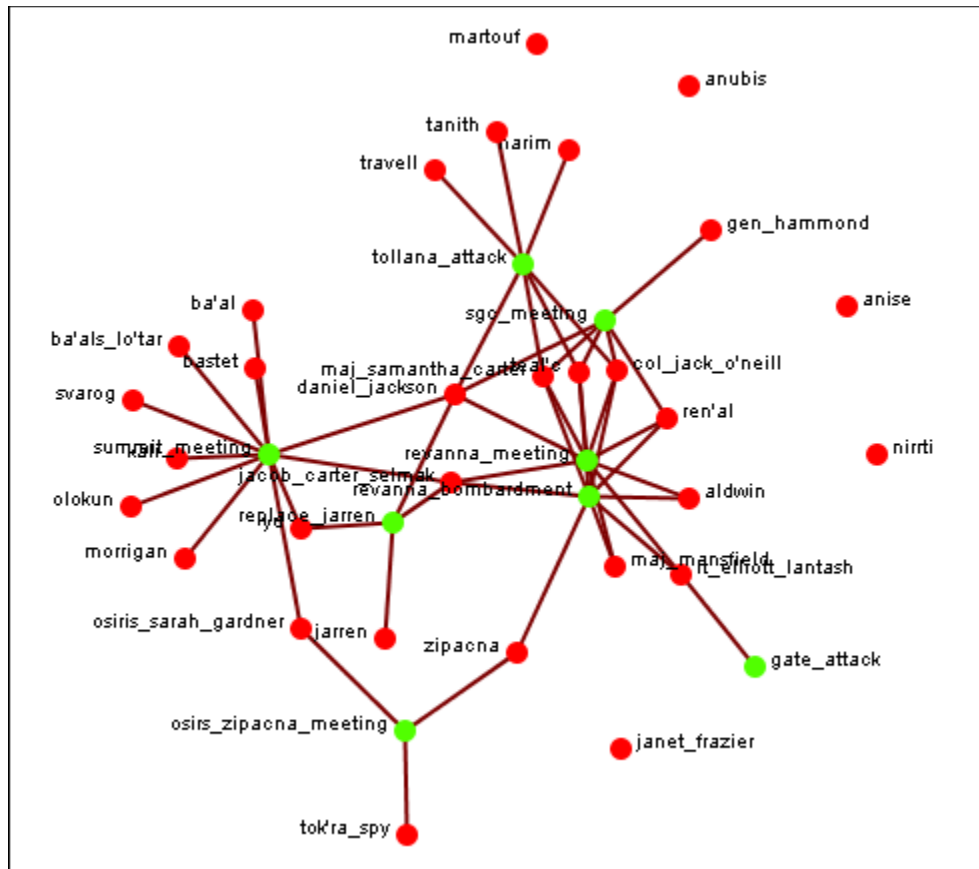 martouf
anubis
tanith
narim
travell
gen_hammond
tollana_attack
anise
ba'al
sgc_meeting
ba'als_lo'tar
bastet
maj_samantha_carter
col_jack_o'neill
daniel_jackson
svarog
ren'al
summit_meeting
revanna_meeting
nirrti
jacob_carter_selmak
revanna_bombardment
aldwin
olokun
replace_jarren
morrigan
maj_mansfield
lt_elliott_lantash
osiris_sarah_gardner
jarren
zipacna
gate_attack
osirs_zipacna_meeting
janet_frazier
tok'ra_spy